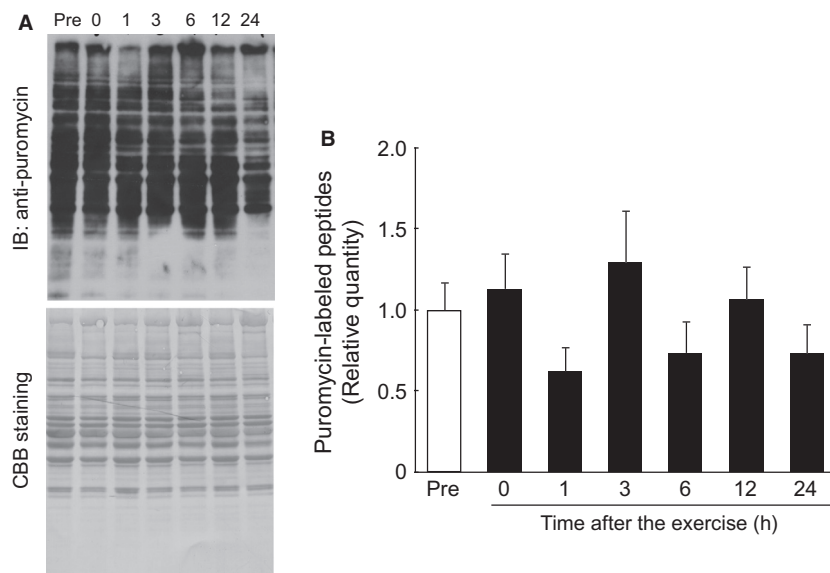 A
Pre 0 1 3 6 12 24
IB: anti-puromycin
CBB staining
B
Puromycin-labeled peptides
(Relative quantity)
2.0
1.5
1.0
0.5
0
Pre 0 1 3 6 12 24
Time after the exercise (h)